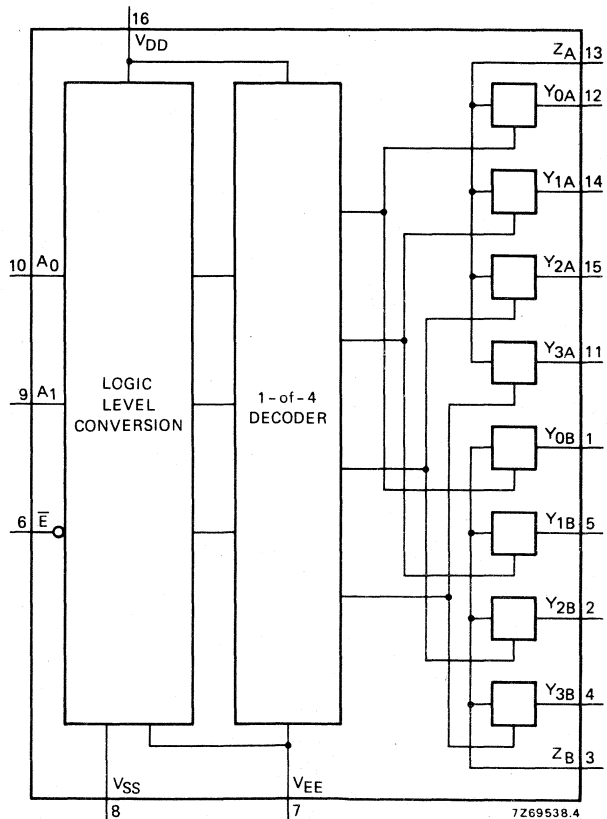 16
VDD
ZA 13
Y0A 12
Y1A 14
10 A0
Y2A 15
Y3A 11
9 A1
LOGIC
LEVEL
CONVERSION
1-of-4
DECODER
Y0B 1
6 E̅
Y1B 5
Y2B 2
Y3B 4
ZB 3
VSS
8
VEE
7
7Z69538.4